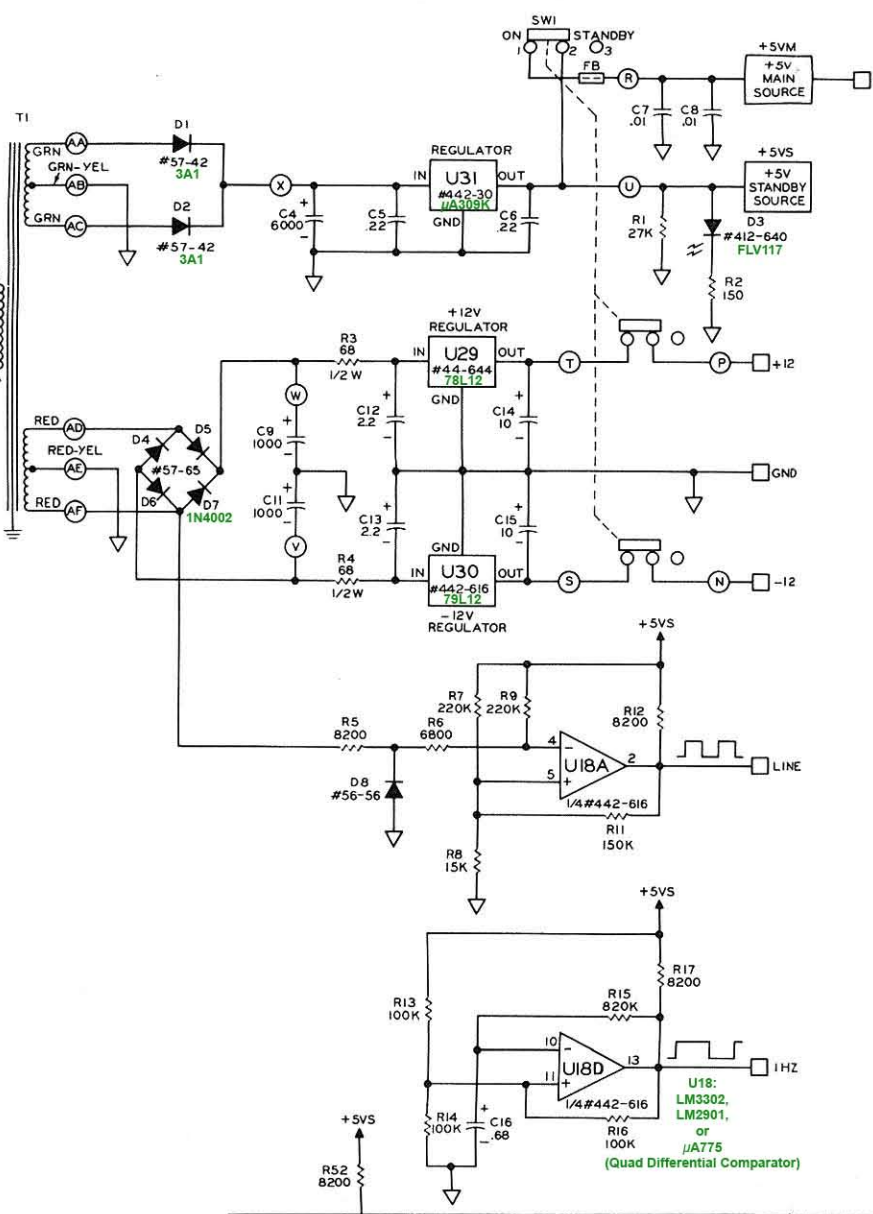 SW1
ON STANDBY
1 2 3
FB
R
+5VM
+5V
MAIN
SOURCE
C7
.01
C8
.01
T1
GRN
AA
GRN-YEL
AB
GRN
AC
D1
#57-42
3A1
D2
#57-42
3A1
X
C4
6000
+
−
C5
.22
REGULATOR
IN U31 OUT
#442-30
µA309K
GND
C6
.22
U
+5VS
+5V
STANDBY
SOURCE
R1
27K
D3
#412-640
FLV117
R2
150
+12V
REGULATOR
R3
68
1/2 W
IN U29 OUT
#44-644
78L12
GND
T
P
+12
RED
AD
RED-YEL
AE
RED
AF
D4
D5
#57-65
D6
D7
1N4002
W
+
C9
1000
−
+
C11
1000
−
V
+
C12
2.2
−
+
C14
10
−
GND
+
C13
2.2
−
+
C15
10
−
R4
68
1/2W
GND
IN U30 OUT
#442-616
79L12
−12V
REGULATOR
S
N
-12
+5VS
R7
220K
R9
220K
R12
8200
R5
8200
R6
6800
D8
#56-56
4 −
U18A
5 +
2
1/4#442-616
LINE
R11
150K
R8
15K
+5VS
R17
8200
R13
100K
R15
820K
10 −
U18D
11 +
13
1/4#442-616
1HZ
R14
100K
+
C16
.68
−
R16
100K
U18:
LM3302,
LM2901,
or
µA775
(Quad Differential Comparator)
+5VS
R52
8200